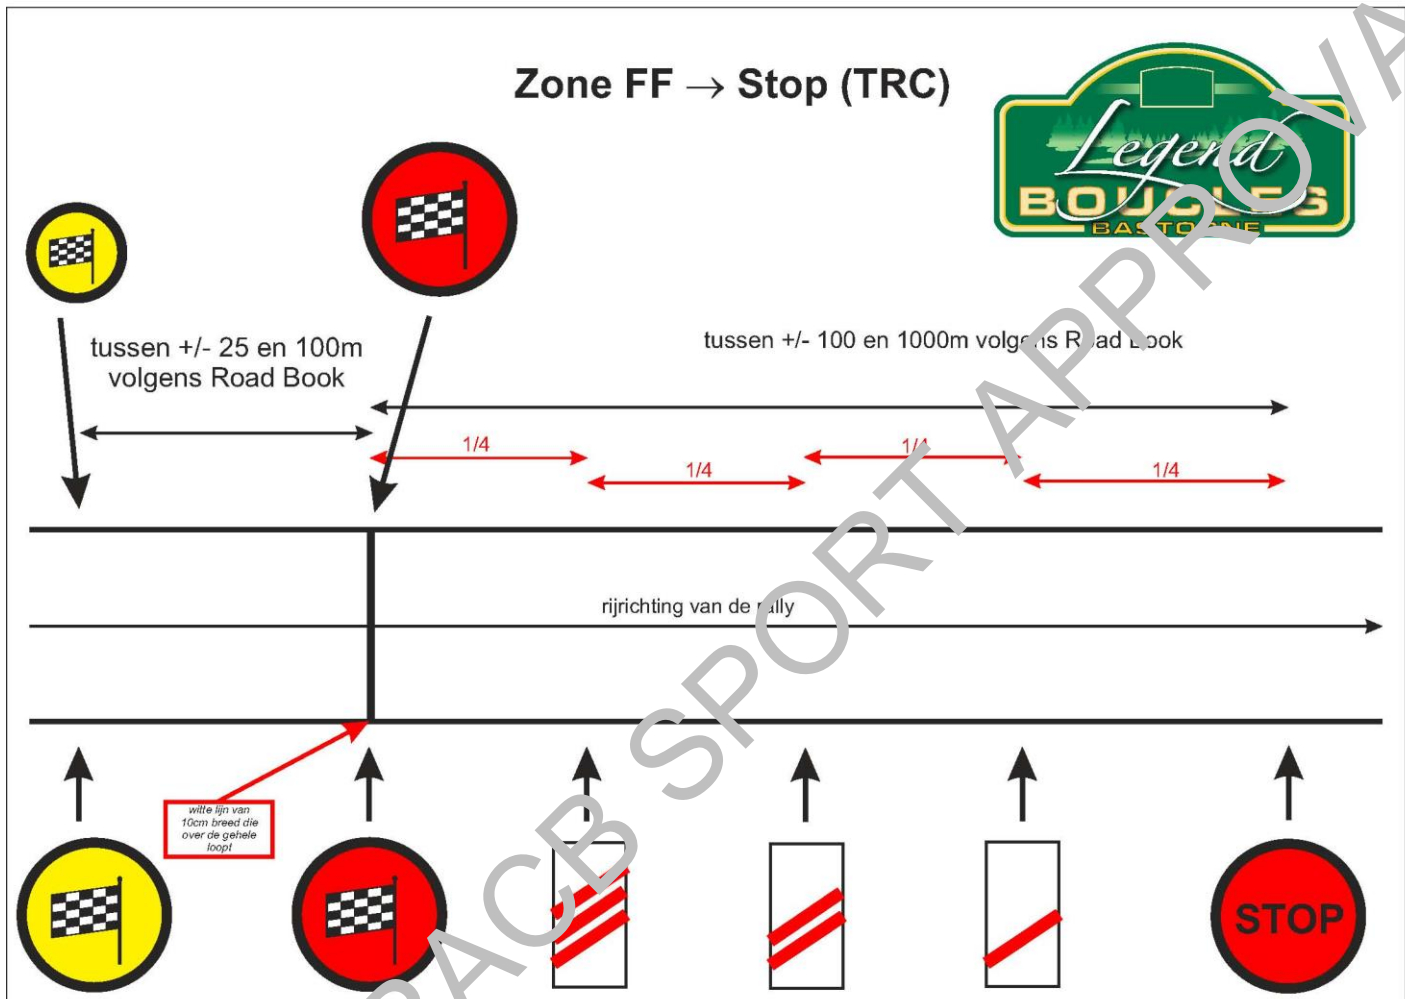 Zone FF → Stop (TRC)
Legend
BOUCLES
BASTOGNE
tussen +/- 25 en 100m
volgens Road Book
tussen +/- 100 en 1000m volgens Road Book
1/4
1/4
1/4
1/4
rijrichting van de rally
witte lijn van
10cm breed die
over de gehele
loopt
STOP
RACB SPORT APPROVA